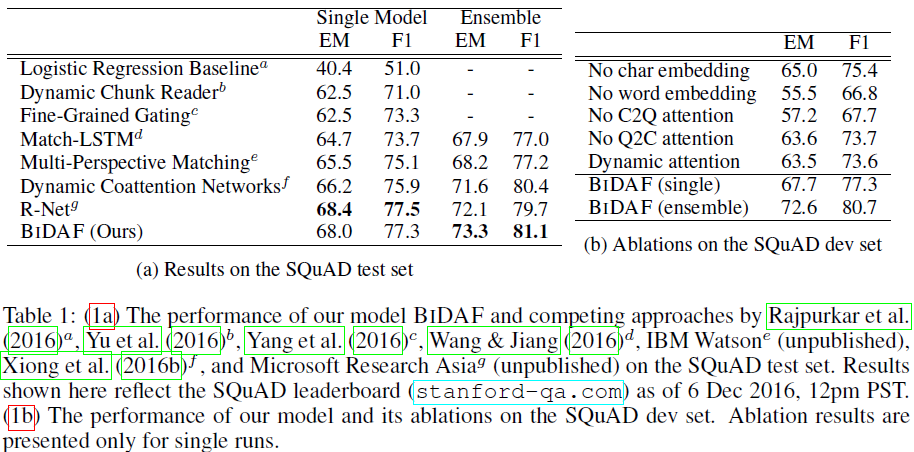 Single Model Ensemble
EM F1 EM F1
Logistic Regression Baseline^a 40.4 51.0 - -
Dynamic Chunk Reader^b 62.5 71.0 - -
Fine-Grained Gating^c 62.5 73.3 - -
Match-LSTM^d 64.7 73.7 67.9 77.0
Multi-Perspective Matching^e 65.5 75.1 68.2 77.2
Dynamic Coattention Networks^f 66.2 75.9 71.6 80.4
R-Net^g 68.4 77.5 72.1 79.7
BIDAF (Ours) 68.0 77.3 73.3 81.1
(a) Results on the SQuAD test set
EM F1
No char embedding 65.0 75.4
No word embedding 55.5 66.8
No C2Q attention 57.2 67.7
No Q2C attention 63.6 73.7
Dynamic attention 63.5 73.6
BIDAF (single) 67.7 77.3
BIDAF (ensemble) 72.6 80.7
(b) Ablations on the SQuAD dev set
Table 1: (1a) The performance of our model BIDAF and competing approaches by Rajpurkar et al.
(2016)^a, Yu et al. (2016)^b, Yang et al. (2016)^c, Wang & Jiang (2016)^d, IBM Watson^e (unpublished),
Xiong et al. (2016b)^f, and Microsoft Research Asia^g (unpublished) on the SQuAD test set. Results
shown here reflect the SQuAD leaderboard (stanford-qa.com) as of 6 Dec 2016, 12pm PST.
(1b) The performance of our model and its ablations on the SQuAD dev set. Ablation results are
presented only for single runs.